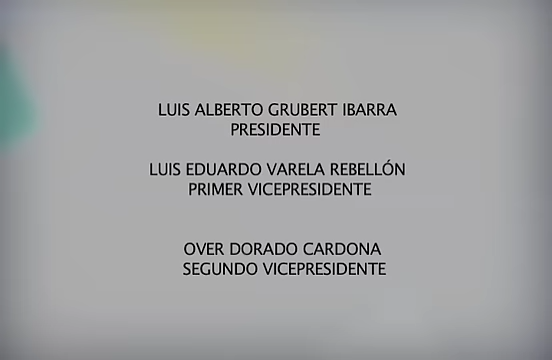 LUIS ALBERTO GRUBERT IBARRA
PRESIDENTE
LUIS EDUARDO VARELA REBELLÓN
PRIMER VICEPRESIDENTE
OVER DORADO CARDONA
SEGUNDO VICEPRESIDENTE